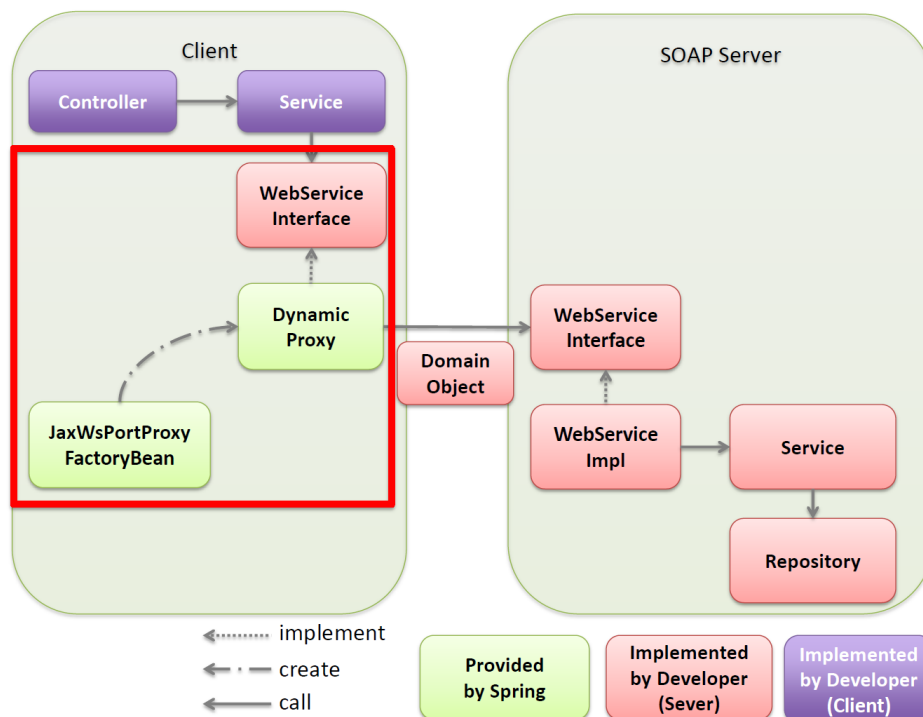 Client
SOAP Server
Controller
Service
WebService
Interface
Dynamic
Proxy
JaxWsPortProxy
FactoryBean
Domain
Object
WebService
Interface
WebService
Impl
Service
Repository
implement
create
call
Provided
by Spring
Implemented
by Developer
(Sever)
Implemented
by Developer
(Client)